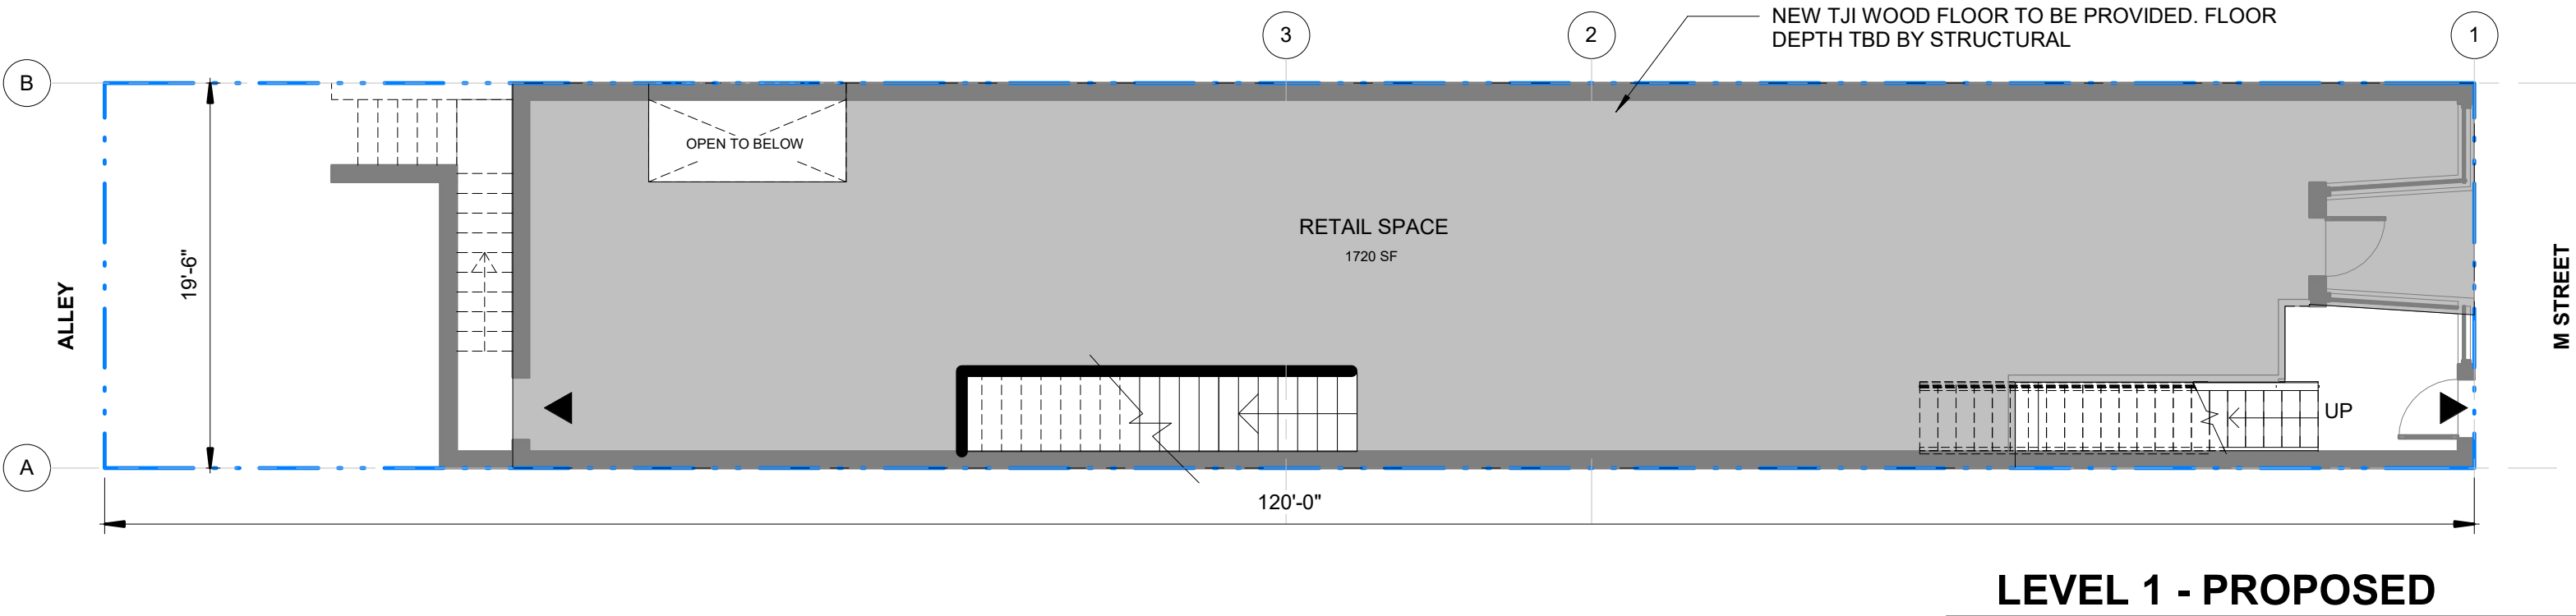 NEW TJI WOOD FLOOR TO BE PROVIDED. FLOOR
DEPTH TBD BY STRUCTURAL
3
2
1
B
OPEN TO BELOW
RETAIL SPACE
1720 SF
19'-6"
ALLEY
M STREET
UP
A
120'-0"
LEVEL 1 - PROPOSED